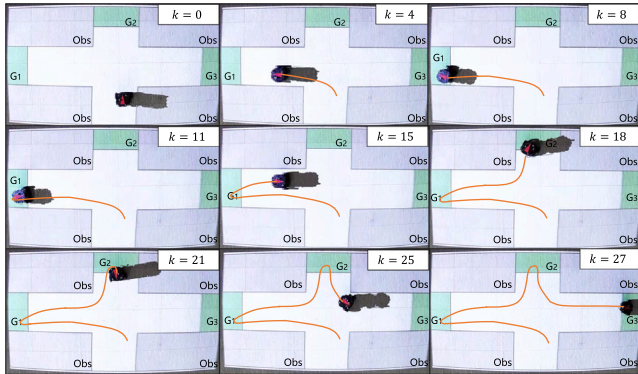 k = 0
G2
Obs Obs
G1 G3
Obs Obs
k = 4
G2
Obs Obs
G1 G3
Obs Obs
k = 8
G2
Obs Obs
G1 G3
Obs Obs
k = 11
G2
Obs Obs
G1 G3
Obs Obs
k = 15
G2
Obs Obs
G1 G3
Obs Obs
k = 18
G2
Obs Obs
G1 G3
Obs Obs
k = 21
G2
Obs Obs
G1 G3
Obs Obs
k = 25
G2
Obs Obs
G1 G3
Obs Obs
k = 27
G2
Obs Obs
G1 G3
Obs Obs